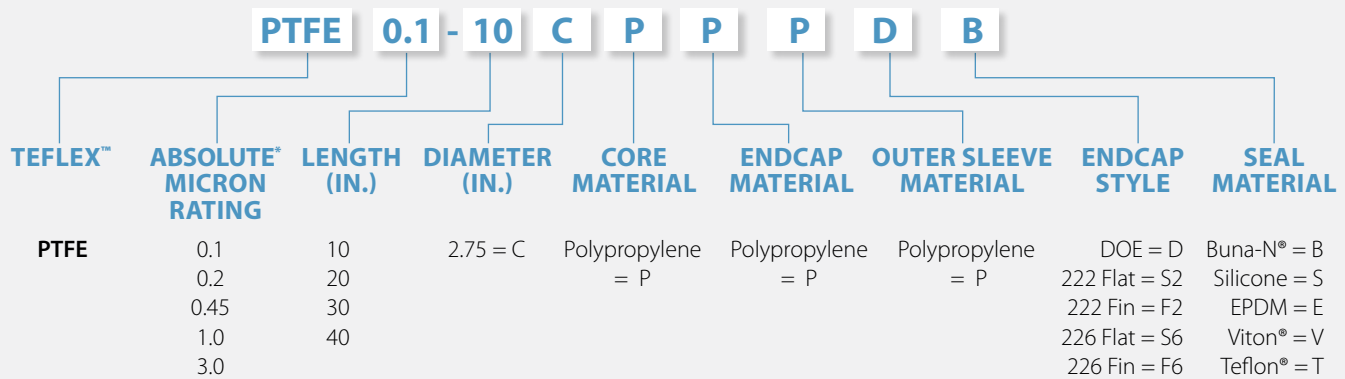 PTFE 0.1 - 10 C P P P D B
TEFLEX™ ABSOLUTE* LENGTH DIAMETER CORE ENDCAP OUTER SLEEVE ENDCAP SEAL
MICRON (IN.) (IN.) MATERIAL MATERIAL MATERIAL STYLE MATERIAL
RATING
PTFE 0.1 10 2.75 = C Polypropylene Polypropylene Polypropylene DOE = D Buna-N® = B
0.2 20 = P = P = P 222 Flat = S2 Silicone = S
0.45 30 222 Fin = F2 EPDM = E
1.0 40 226 Flat = S6 Viton® = V
3.0 226 Fin = F6 Teflon® = T